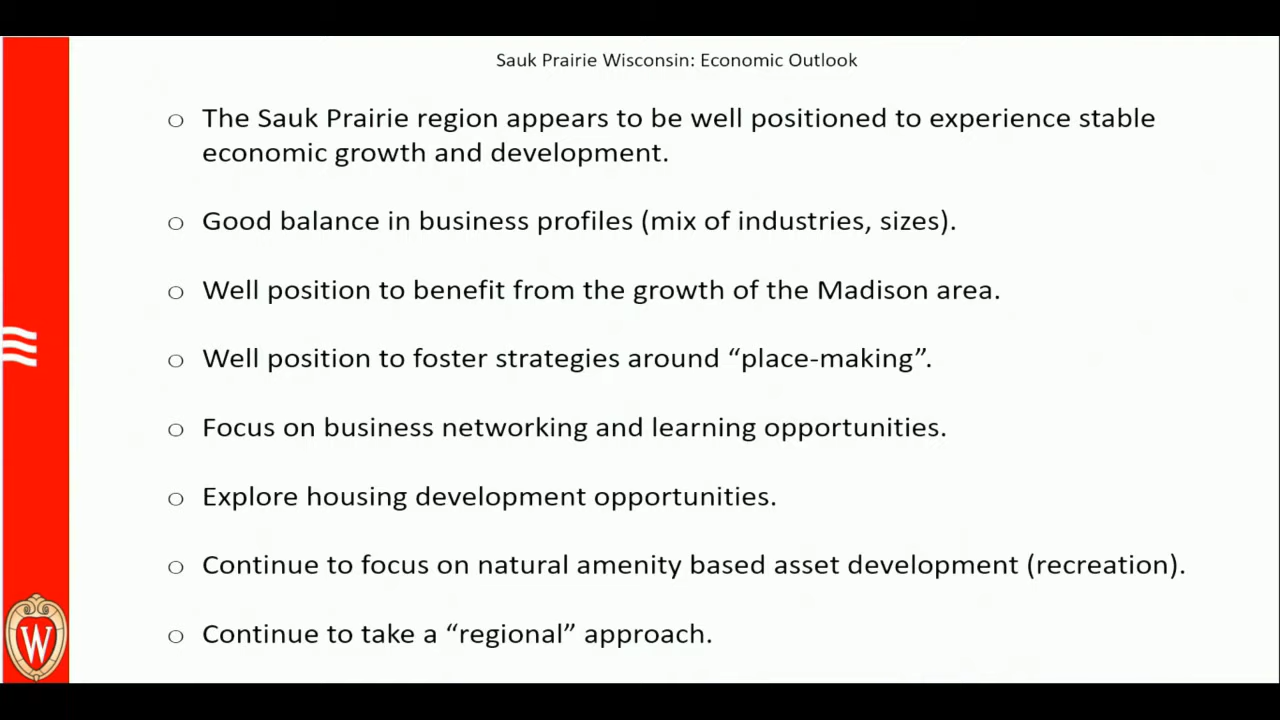 Sauk Prairie Wisconsin: Economic Outlook
○ The Sauk Prairie region appears to be well positioned to experience stable
economic growth and development.
○ Good balance in business profiles (mix of industries, sizes).
○ Well position to benefit from the growth of the Madison area.
○ Well position to foster strategies around “place-making”.
○ Focus on business networking and learning opportunities.
○ Explore housing development opportunities.
○ Continue to focus on natural amenity based asset development (recreation).
○ Continue to take a “regional” approach.
W